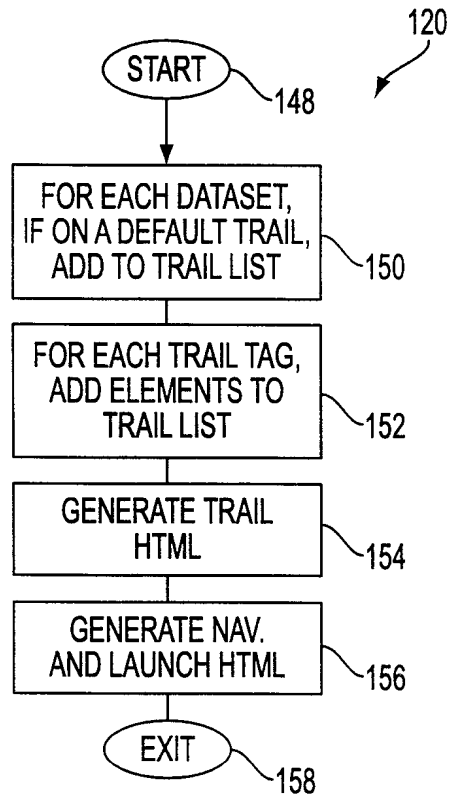 120
START
148
FOR EACH DATASET,
IF ON A DEFAULT TRAIL,
ADD TO TRAIL LIST
150
FOR EACH TRAIL TAG,
ADD ELEMENTS TO
TRAIL LIST
152
GENERATE TRAIL
HTML
154
GENERATE NAV.
AND LAUNCH HTML
156
EXIT
158